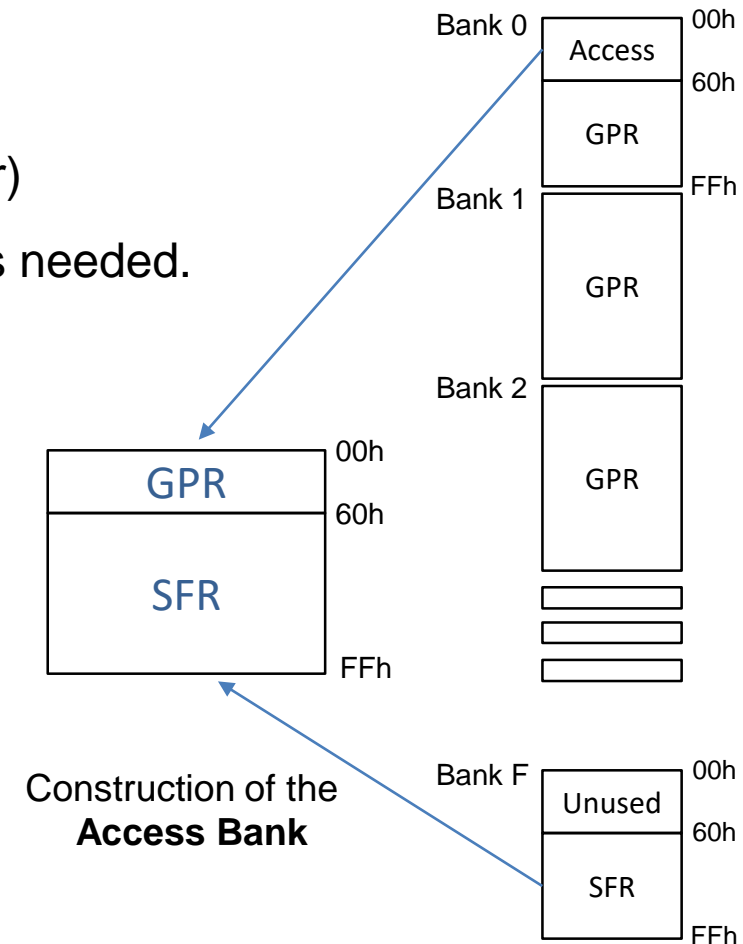 r)
s needed.
Bank 0
00h
Access
60h
GPR
FFh
Bank 1
GPR
Bank 2
GPR
00h
GPR
60h
SFR
FFh
Construction of the
Access Bank
Bank F
00h
Unused
60h
SFR
FFh